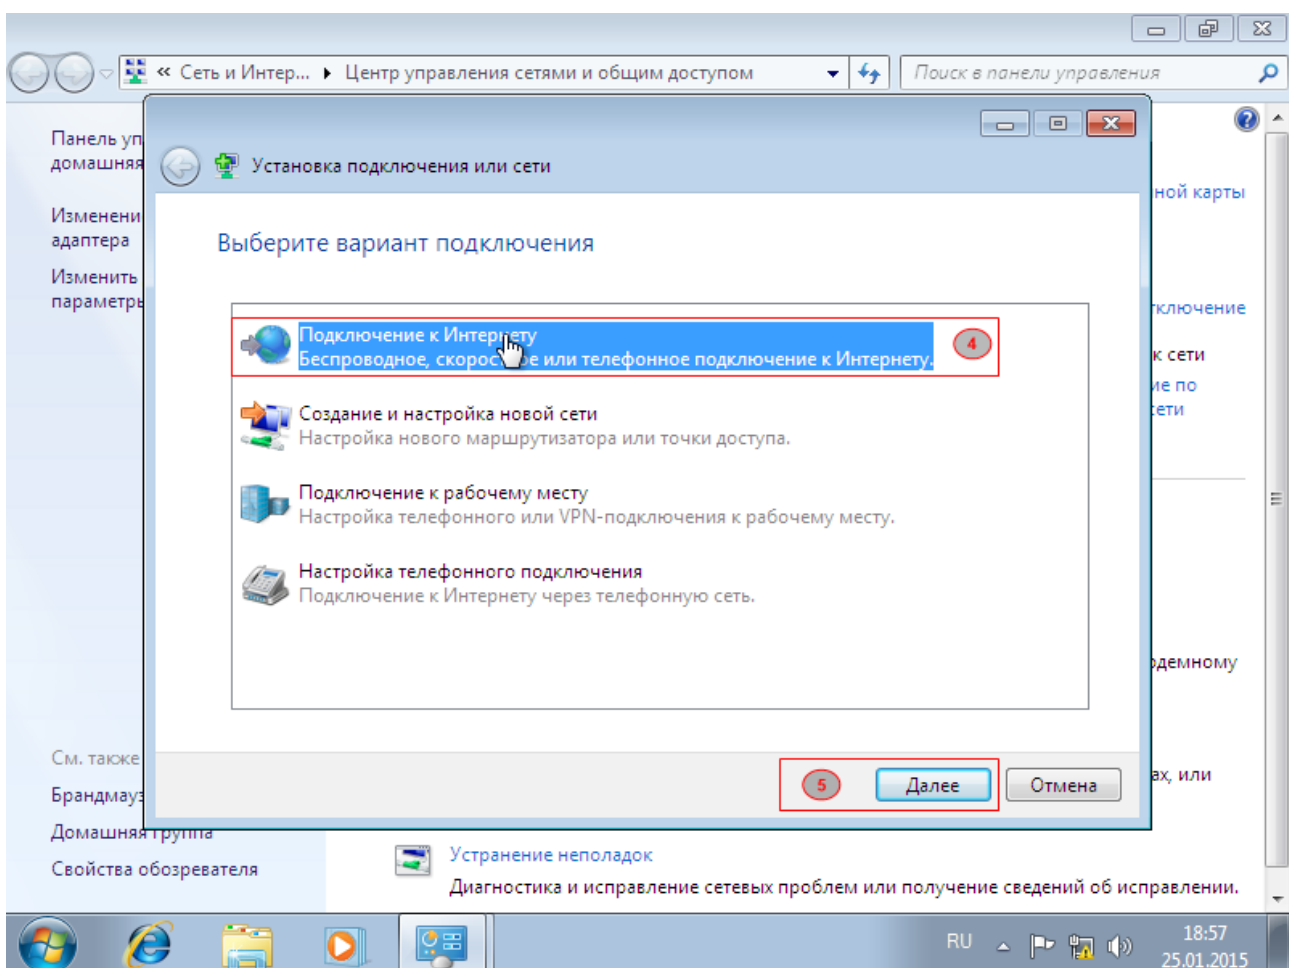 « Сеть и Интер... Центр управления сетями и общим доступом
Поиск в панели управления
Панель уп
домашняя
Изменени
адаптера
Изменить
параметры
Установка подключения или сети
ной карты
Выберите вариант подключения
Подключение к Интернету
Беспроводное, скоростное или телефонное подключение к Интернету.
4
ключение
к сети
ие по
сети
Создание и настройка новой сети
Настройка нового маршрутизатора или точки доступа.
Подключение к рабочему месту
Настройка телефонного или VPN-подключения к рабочему месту.
Настройка телефонного подключения
Подключение к Интернету через телефонную сеть.
одемному
См. также
Брандмауэ
Домашняя группа
Свойства обозревателя
5
Далее
Отмена
ах, или
Устранение неполадок
Диагностика и исправление сетевых проблем или получение сведений об исправлении.
RU
18:57
25.01.2015